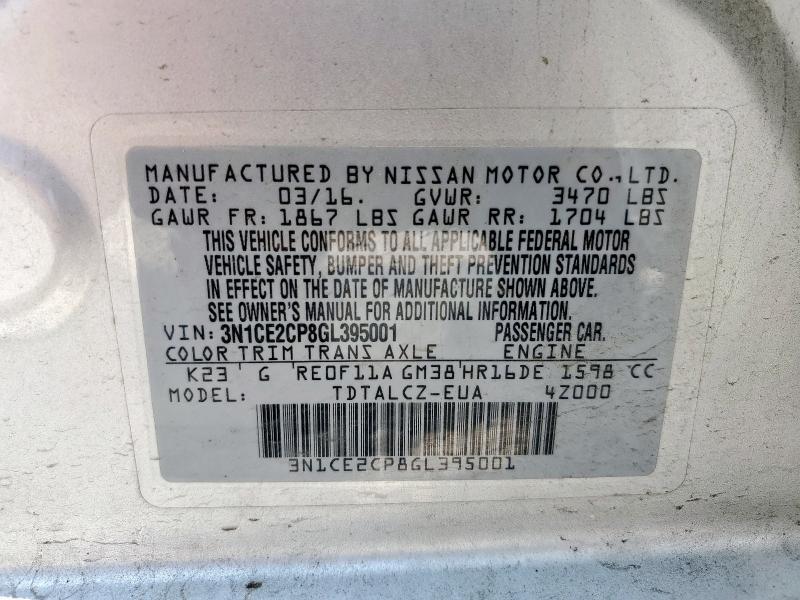 MANUFACTURED BY NISSAN MOTOR CO., LTD.
DATE: 03/16. GVWR: 3470 LBS
GAWR FR: 1867 LBS GAWR RR: 1704 LBS
THIS VEHICLE CONFORMS TO ALL APPLICABLE FEDERAL MOTOR
VEHICLE SAFETY, BUMPER AND THEFT PREVENTION STANDARDS
IN EFFECT ON THE DATE OF MANUFACTURE SHOWN ABOVE.
SEE OWNER'S MANUAL FOR ADDITIONAL INFORMATION.
VIN: 3N1CE2CP8GL395001 PASSENGER CAR.
COLOR TRIM TRANS AXLE ENGINE
K23 G RE0F11A GM38 HR16DE 1598 CC
MODEL: TDTALCZ-EUA 4Z000
3N1CE2CP8GL395001